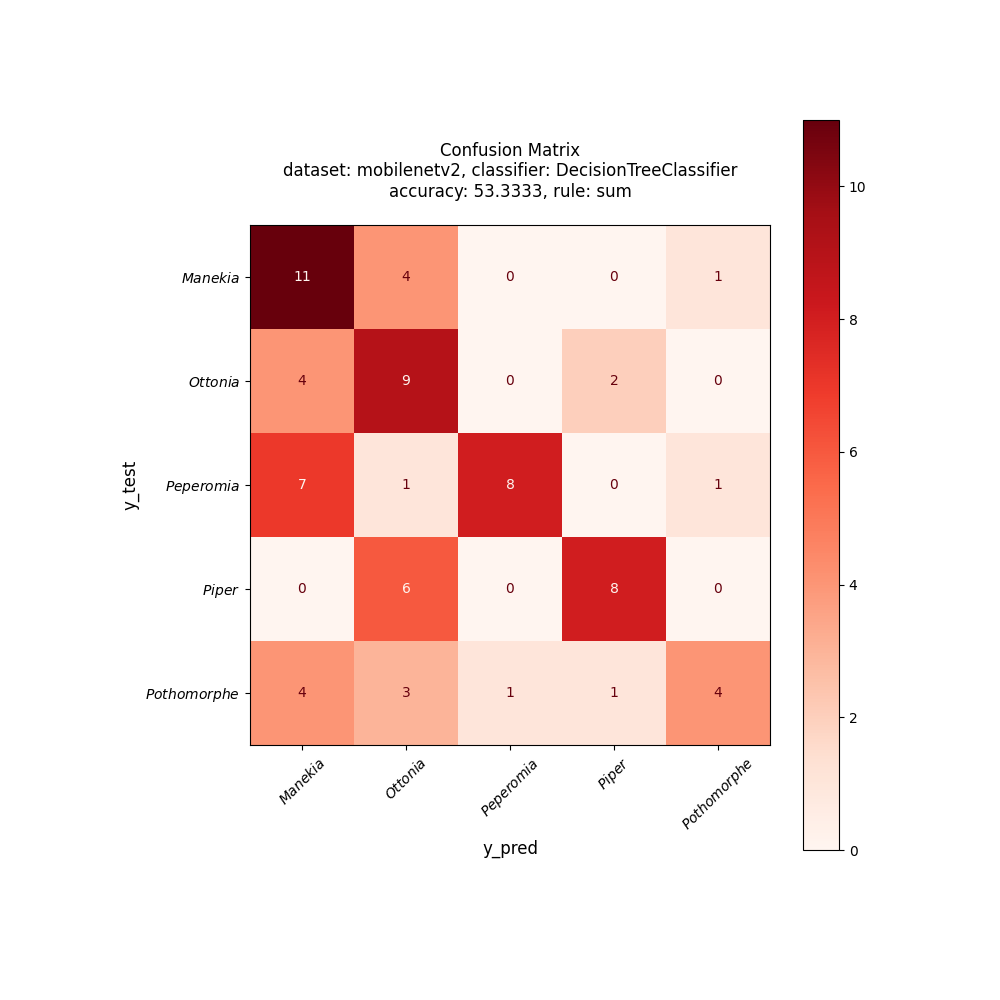 Confusion Matrix
dataset: mobilenetv2, classifier: DecisionTreeClassifier
accuracy: 53.3333, rule: sum
Manekia 11 4 0 0 1
Ottonia 4 9 0 2 0
Peperomia 7 1 8 0 1
Piper 0 6 0 8 0
Pothomorphe 4 3 1 1 4
Manekia Ottonia Peperomia Piper Pothomorphe
y_pred
y_test
10
8
6
4
2
0